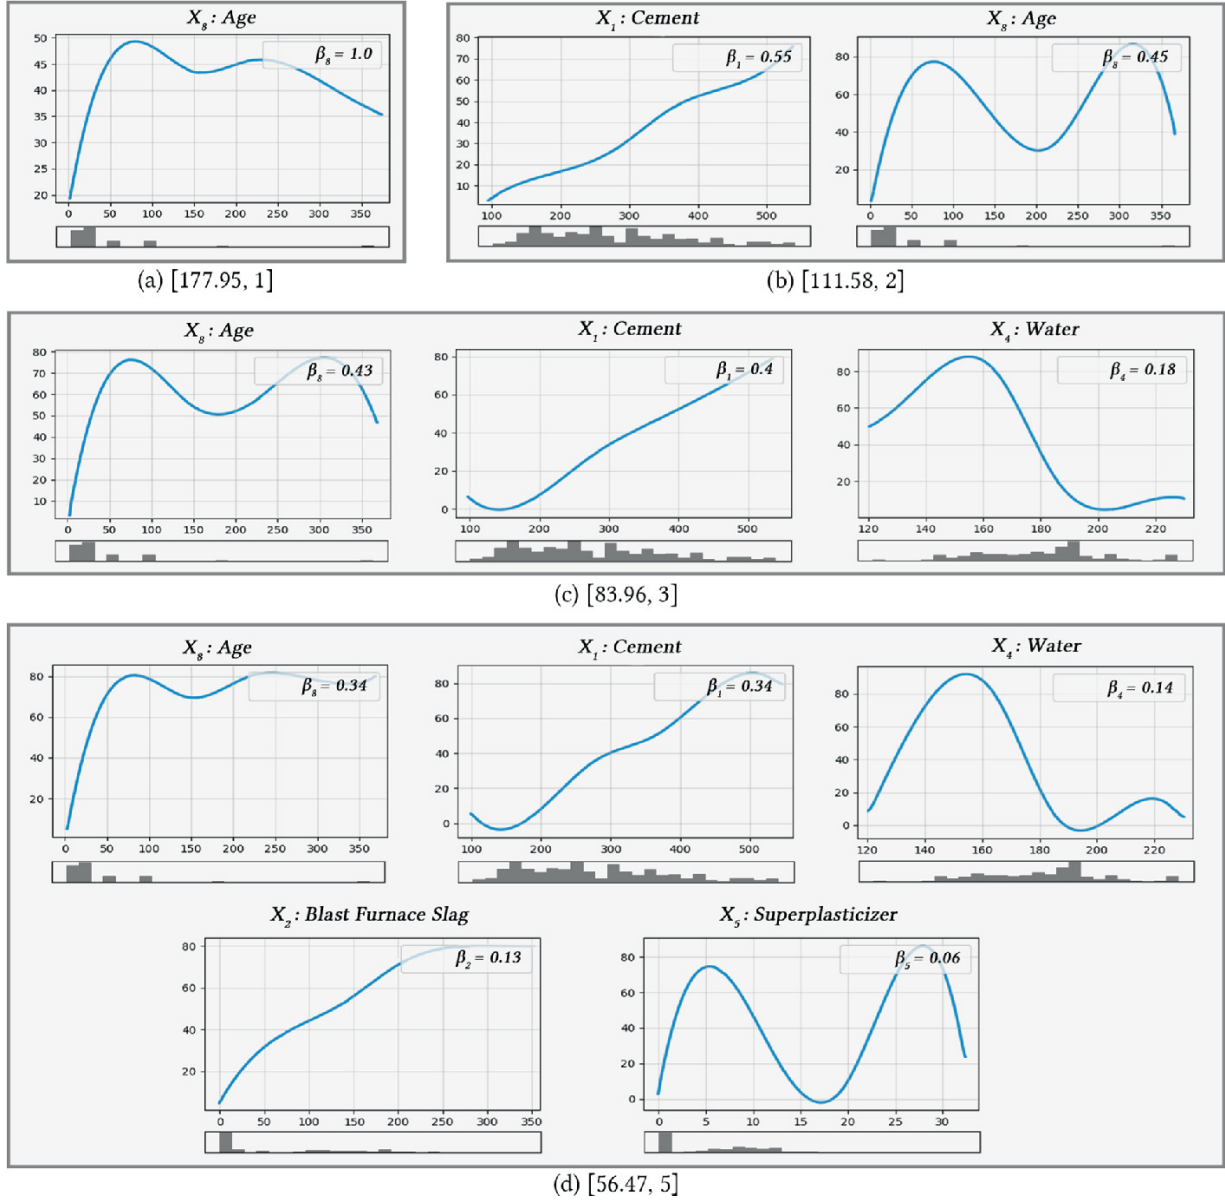 X₈ : Age
β₈ = 1.0
50
45
40
35
30
25
20
0 50 100 150 200 250 300 350
(a) [177.95, 1]
X₁ : Cement
β₁ = 0.55
80
70
60
50
40
30
20
10
100 200 300 400 500
X₈ : Age
β₈ = 0.45
80
60
40
20
0 50 100 150 200 250 300 350
(b) [111.58, 2]
X₈ : Age
β₈ = 0.43
80
70
60
50
40
30
20
10
0 50 100 150 200 250 300 350
X₁ : Cement
β₁ = 0.4
80
60
40
20
0
100 200 300 400 500
X₄ : Water
β₄ = 0.18
80
60
40
20
120 140 160 180 200 220
(c) [83.96, 3]
X₈ : Age
β₈ = 0.34
80
60
40
20
0 50 100 150 200 250 300 350
X₁ : Cement
β₁ = 0.34
80
60
40
20
0
100 200 300 400 500
X₄ : Water
β₄ = 0.14
80
60
40
20
0
120 140 160 180 200 220
X₂ : Blast Furnace Slag
β₂ = 0.13
80
60
40
20
0 50 100 150 200 250 300 350
X₅ : Superplasticizer
β₅ = 0.06
80
60
40
20
0
0 5 10 15 20 25 30
(d) [56.47, 5]